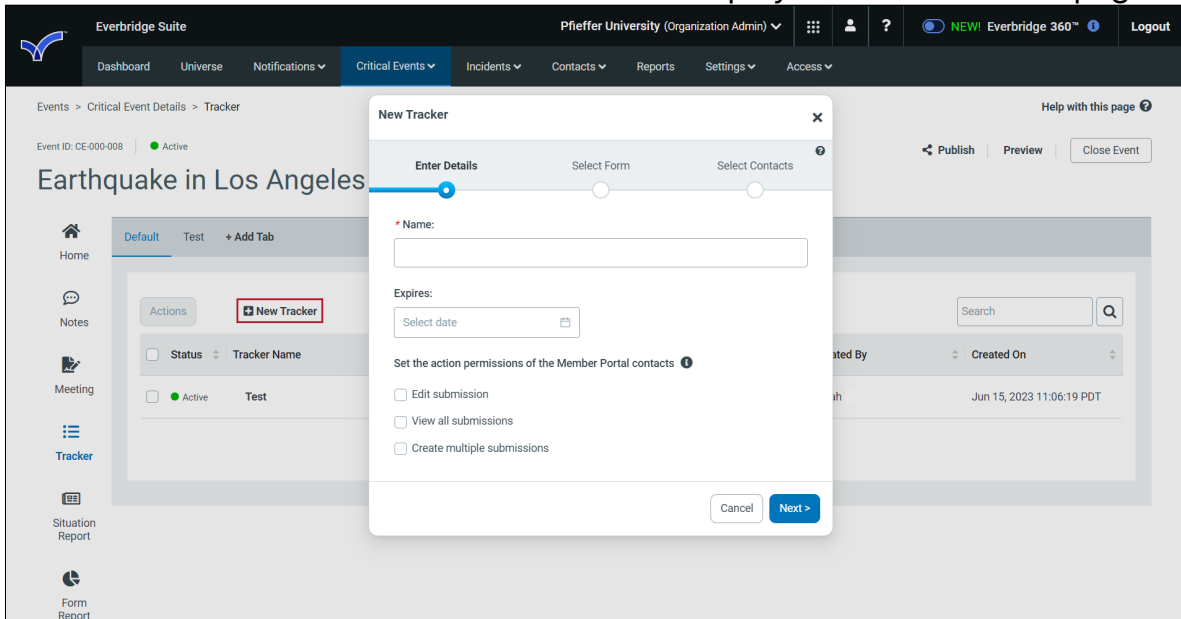 Everbridge Suite
Pfieffer University (Organization Admin)
?
NEW! Everbridge 360™
Logout
Dashboard Universe Notifications Critical Events Incidents Contacts Reports Settings Access
Events > Critical Event Details > Tracker
Help with this page
Event ID: CE-000-008 Active
Publish Preview Close Event
Earthquake in Los Angeles
Home
Notes
Meeting
Tracker
Situation
Report
Form
Report
Default Test + Add Tab
Actions New Tracker
Search
Status Tracker Name
ated By Created On
Active Test
ah Jun 15, 2023 11:06:19 PDT
New Tracker
Enter Details Select Form Select Contacts
* Name:
Expires:
Select date
Set the action permissions of the Member Portal contacts
Edit submission
View all submissions
Create multiple submissions
Cancel Next >